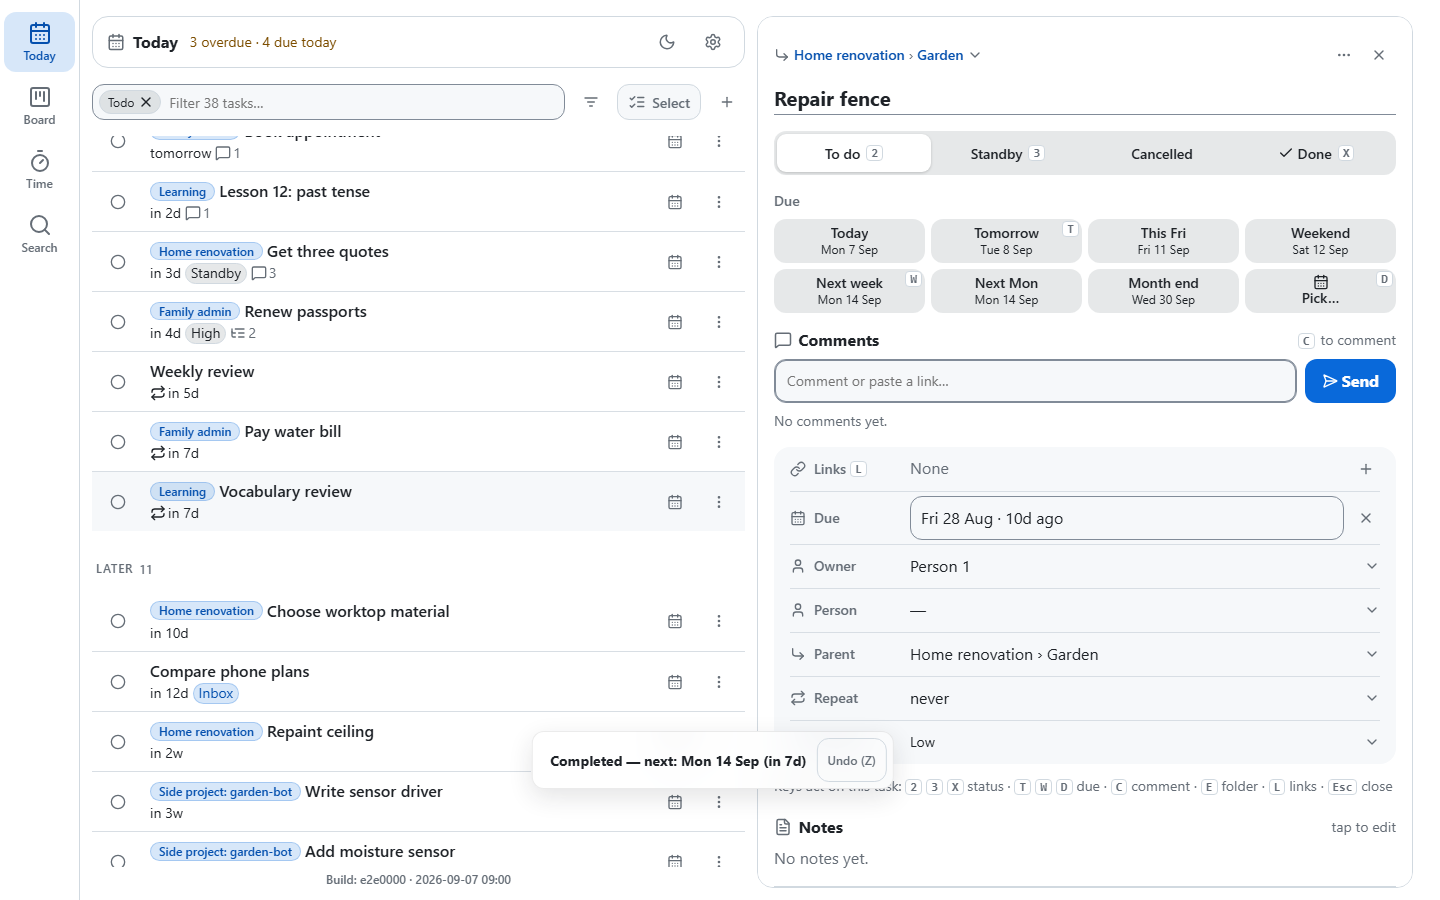 Today
Board
Time
Search
Today 3 overdue · 4 due today
Todo Filter 38 tasks...
Select
tomorrow 1
Learning Lesson 12: past tense
in 2d 1
Home renovation Get three quotes
in 3d Standby 3
Family admin Renew passports
in 4d High 2
Weekly review
in 5d
Family admin Pay water bill
in 7d
Learning Vocabulary review
in 7d
LATER 11
Home renovation Choose worktop material
in 10d
Compare phone plans
in 12d Inbox
Home renovation Repaint ceiling
in 2w
Side project: garden-bot Write sensor driver
in 3w
Side project: garden-bot Add moisture sensor
Build: e2e0000 · 2026-09-07 09:00
Home renovation › Garden
Repair fence
To do 2 Standby 3 Cancelled Done X
Due
Today
Mon 7 Sep
Tomorrow T
Tue 8 Sep
This Fri
Fri 11 Sep
Weekend
Sat 12 Sep
Next week W
Mon 14 Sep
Next Mon
Mon 14 Sep
Month end
Wed 30 Sep
Pick... D
Comments C to comment
Comment or paste a link...
Send
No comments yet.
Links L None
Due Fri 28 Aug · 10d ago
Owner Person 1
Person —
Parent Home renovation › Garden
Repeat never
Low
Completed — next: Mon 14 Sep (in 7d) Undo (Z)
2 3 X status · T W D due · C comment · E folder · L links · Esc close
Notes tap to edit
No notes yet.